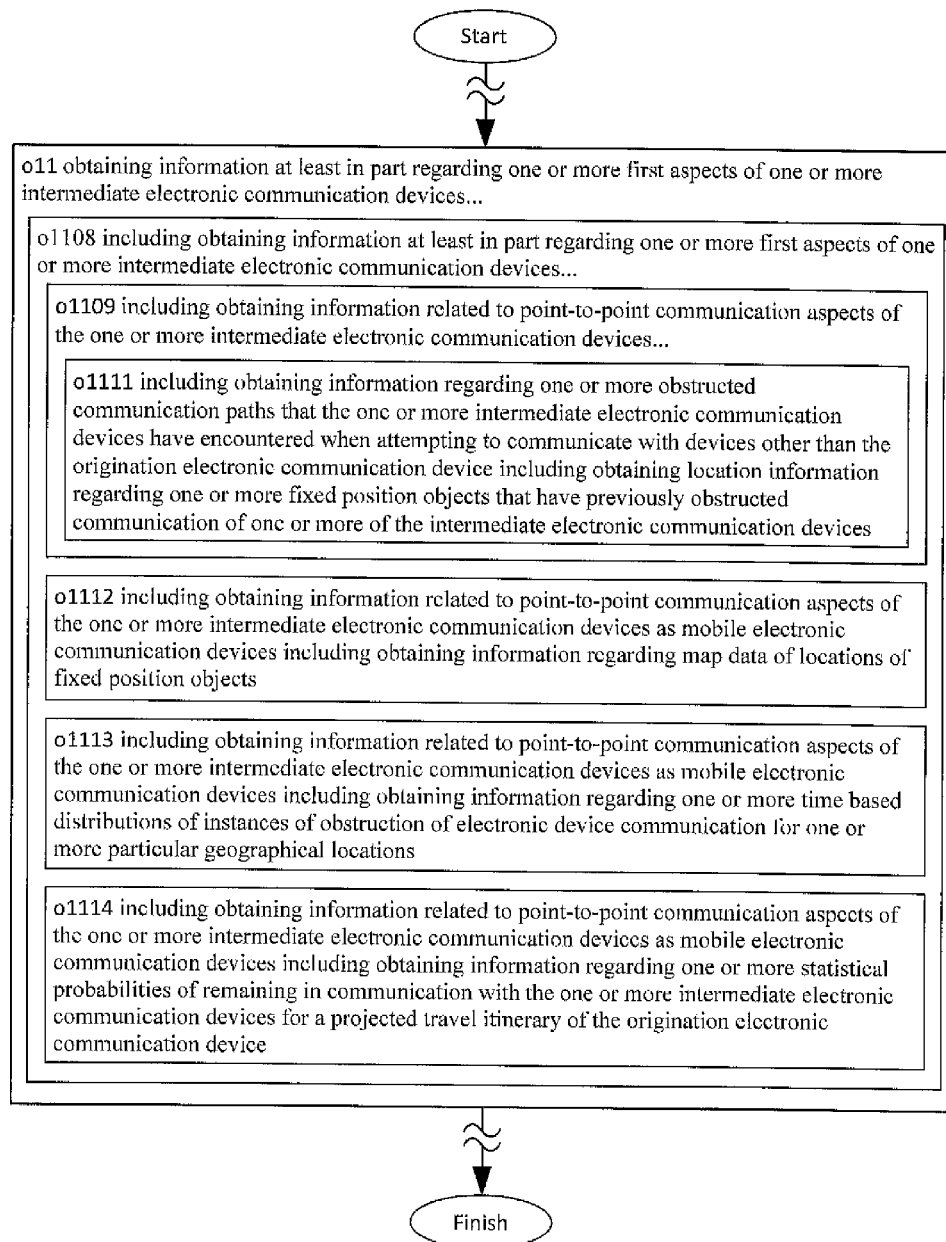 Start
o11 obtaining information at least in part regarding one or more first aspects of one or more
intermediate electronic communication devices...
o1108 including obtaining information at least in part regarding one or more first aspects of one
or more intermediate electronic communication devices...
o1109 including obtaining information related to point-to-point communication aspects of
the one or more intermediate electronic communication devices...
o1111 including obtaining information regarding one or more obstructed
communication paths that the one or more intermediate electronic communication
devices have encountered when attempting to communicate with devices other than the
origination electronic communication device including obtaining location information
regarding one or more fixed position objects that have previously obstructed
communication of one or more of the intermediate electronic communication devices
o1112 including obtaining information related to point-to-point communication aspects of
the one or more intermediate electronic communication devices as mobile electronic
communication devices including obtaining information regarding map data of locations of
fixed position objects
o1113 including obtaining information related to point-to-point communication aspects of
the one or more intermediate electronic communication devices as mobile electronic
communication devices including obtaining information regarding one or more time based
distributions of instances of obstruction of electronic device communication for one or
more particular geographical locations
o1114 including obtaining information related to point-to-point communication aspects of
the one or more intermediate electronic communication devices as mobile electronic
communication devices including obtaining information regarding one or more statistical
probabilities of remaining in communication with the one or more intermediate electronic
communication devices for a projected travel itinerary of the origination electronic
communication device
Finish